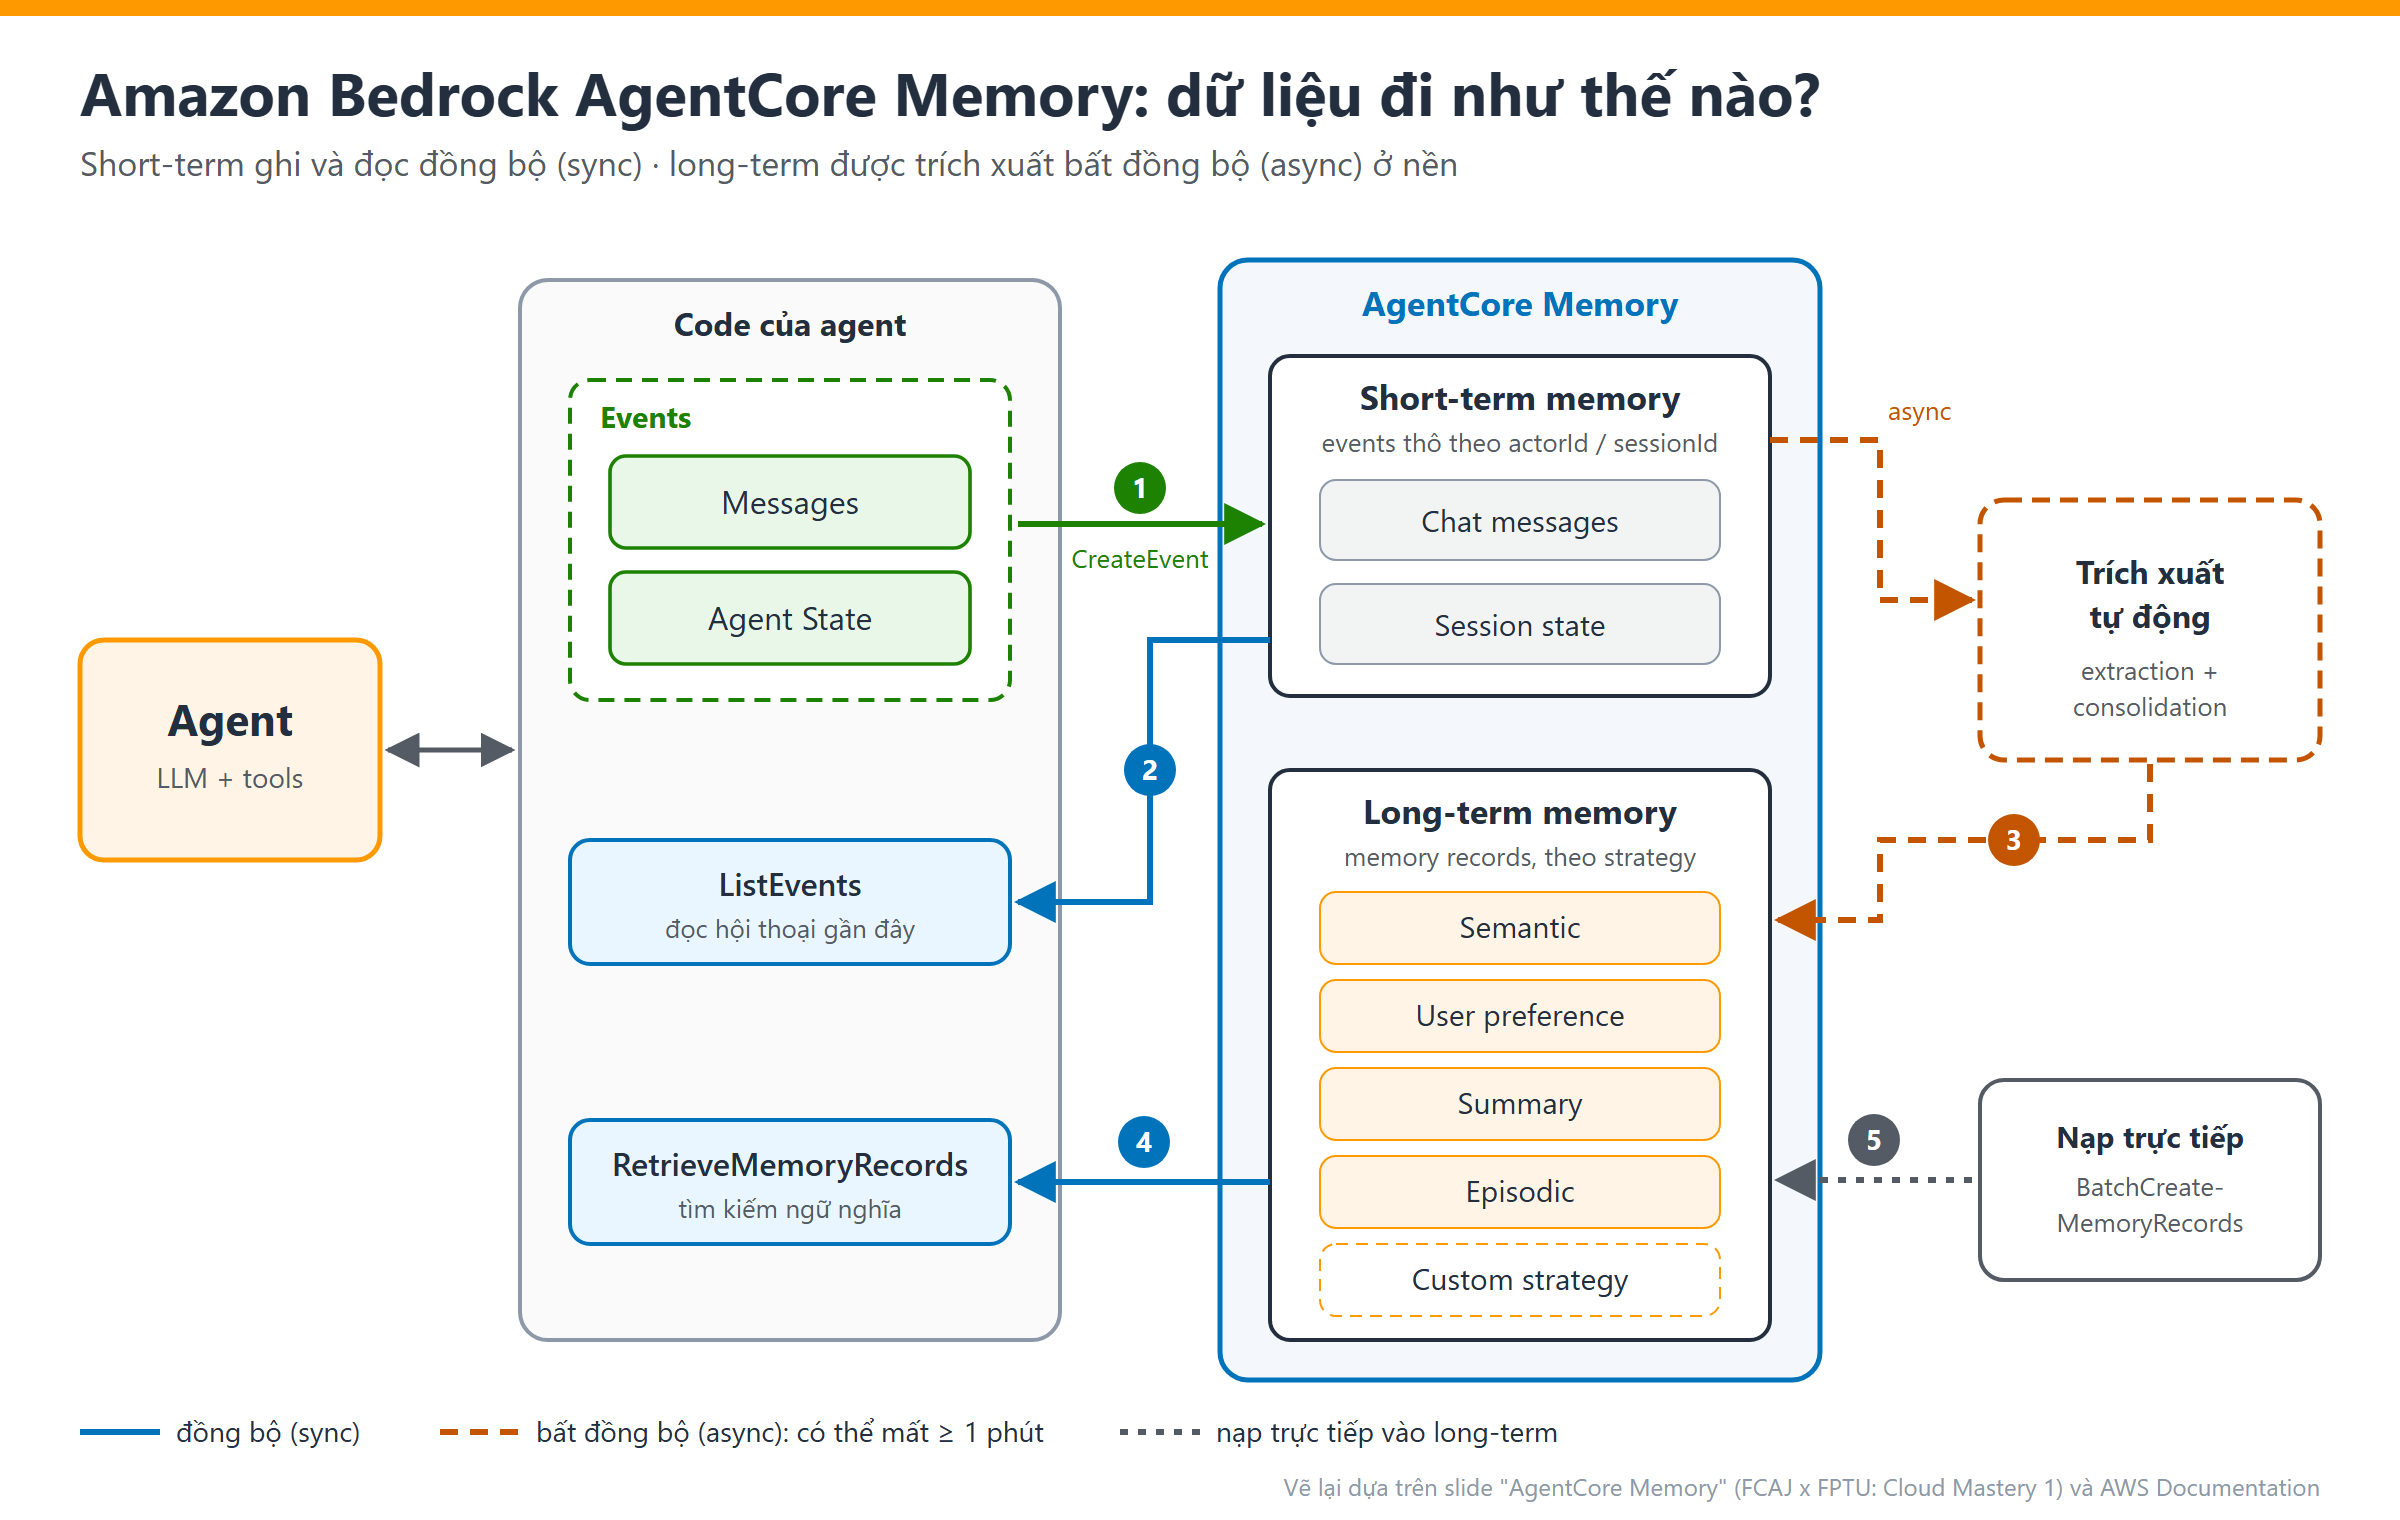 Amazon Bedrock AgentCore Memory: dữ liệu đi như thế nào?
Short-term ghi và đọc đồng bộ (sync) · long-term được trích xuất bất đồng bộ (async) ở nền
Agent
LLM + tools
Code của agent
Events
Messages
Agent State
ListEvents
đọc hội thoại gần đây
RetrieveMemoryRecords
tìm kiếm ngữ nghĩa
1
CreateEvent
2
4
AgentCore Memory
Short-term memory
events thô theo actorId / sessionId
Chat messages
Session state
Long-term memory
memory records, theo strategy
Semantic
User preference
Summary
Episodic
Custom strategy
async
Trích xuất
tự động
extraction +
consolidation
3
5
Nạp trực tiếp
BatchCreate-
MemoryRecords
đồng bộ (sync)
bất đồng bộ (async): có thể mất ≥ 1 phút
nạp trực tiếp vào long-term
Vẽ lại dựa trên slide "AgentCore Memory" (FCAJ x FPTU: Cloud Mastery 1) và AWS Documentation